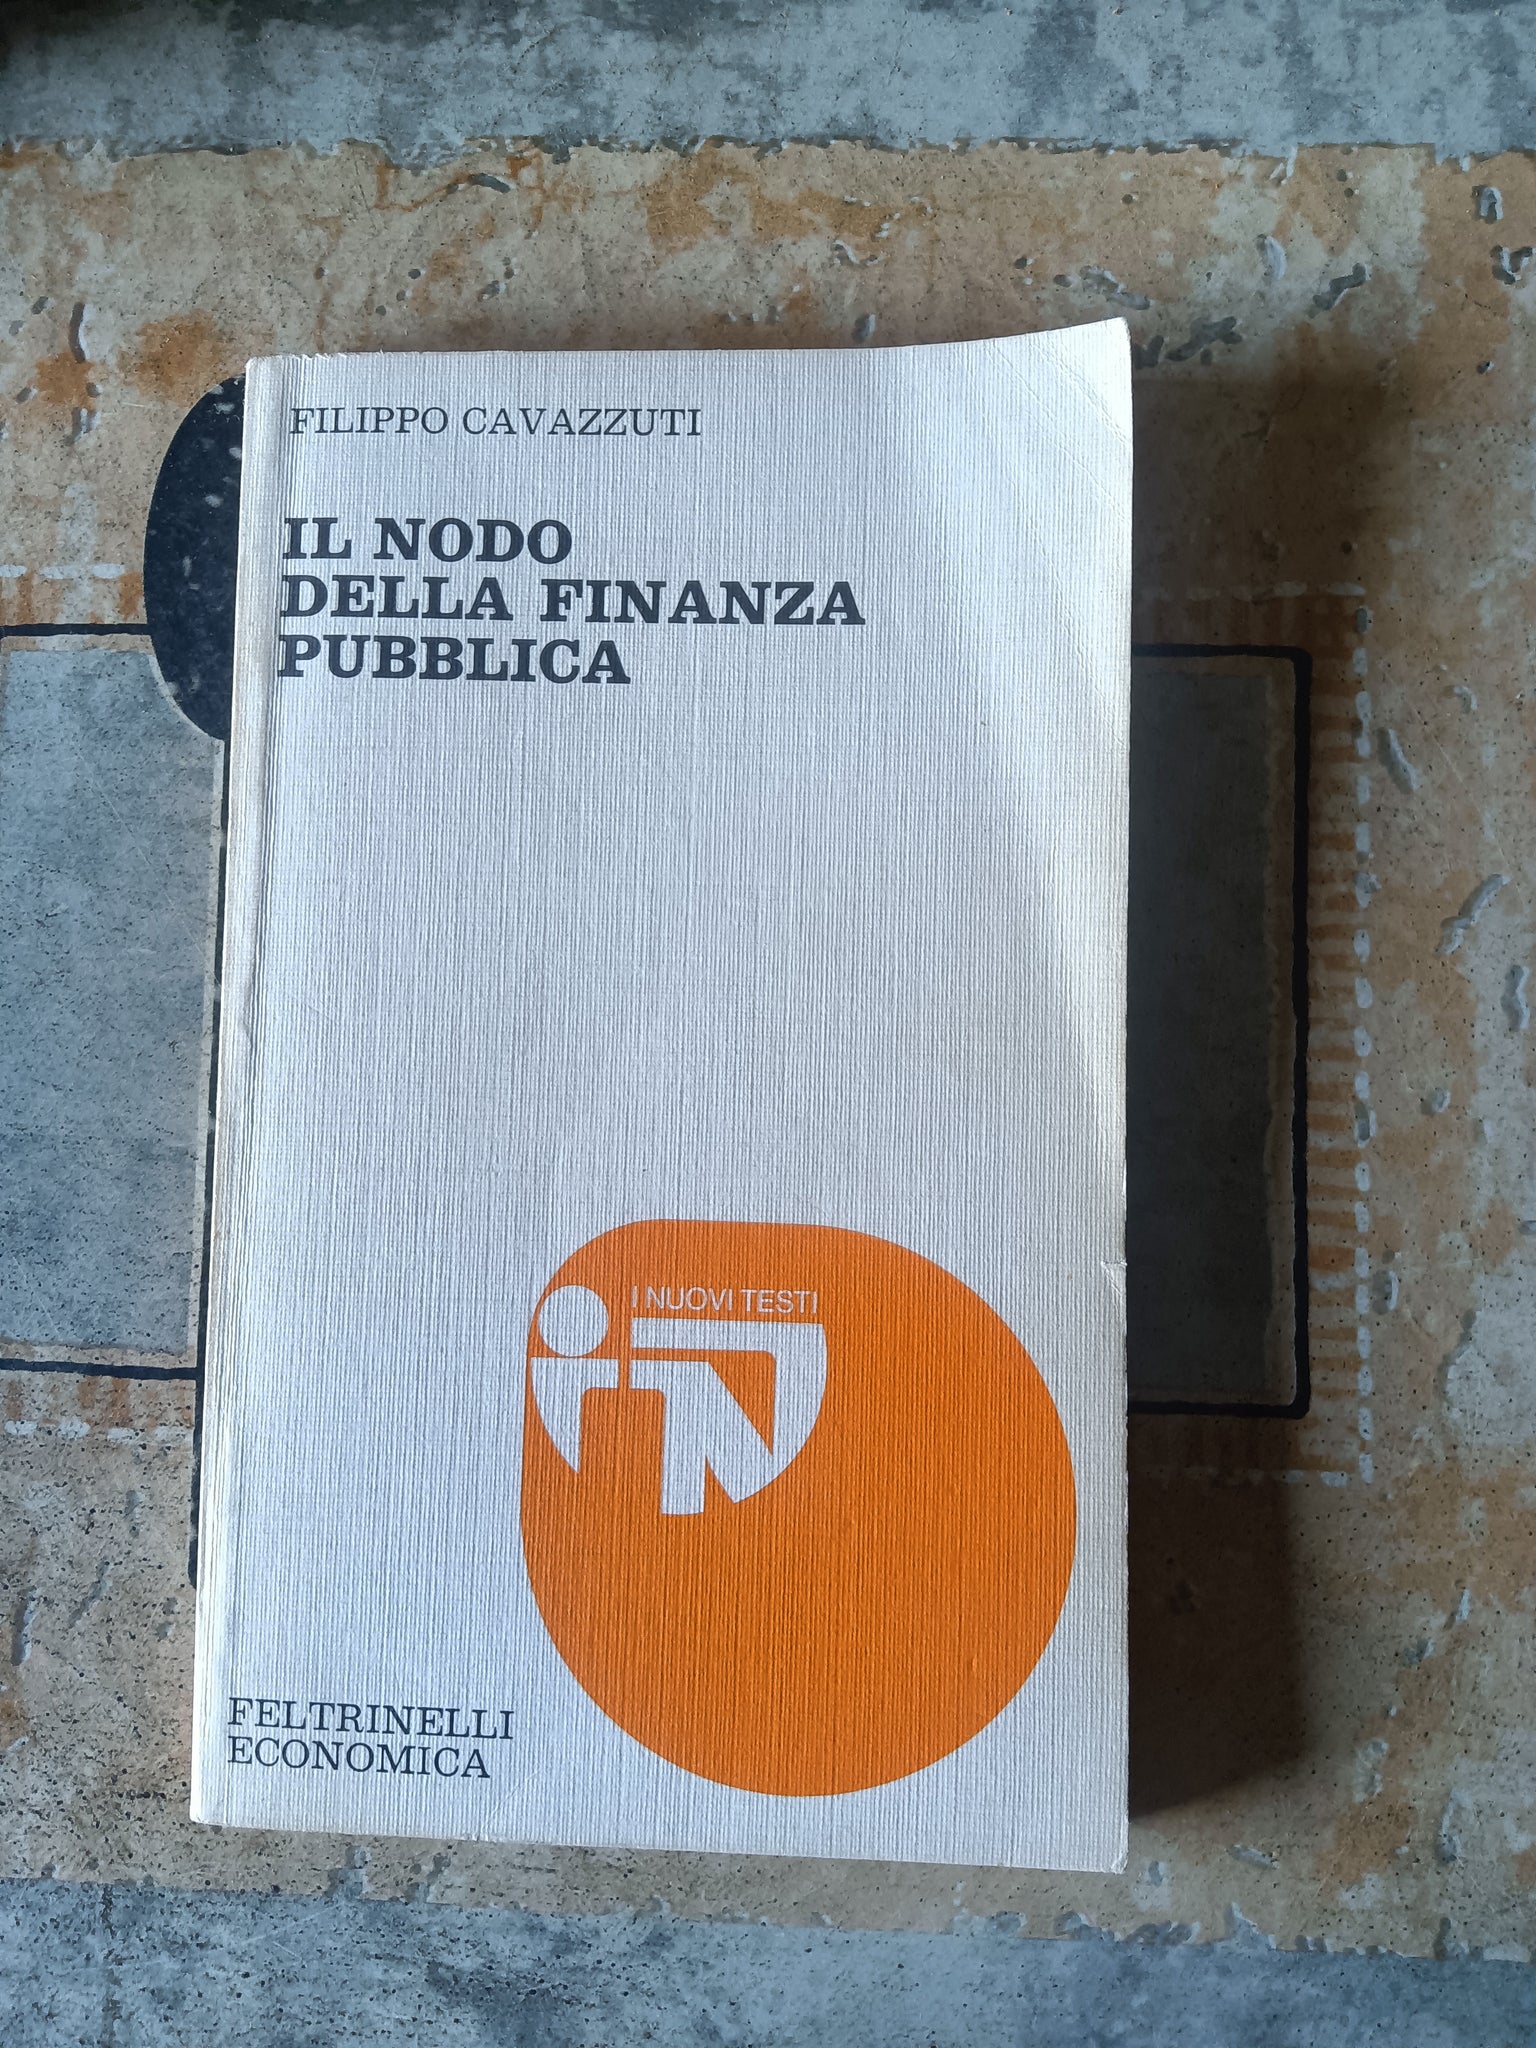 FILIPPO CAVAZZUTI
IL NODO
DELLA FINANZA
PUBBLICA
I NUOVI TESTI
FELTRINELLI
ECONOMICA